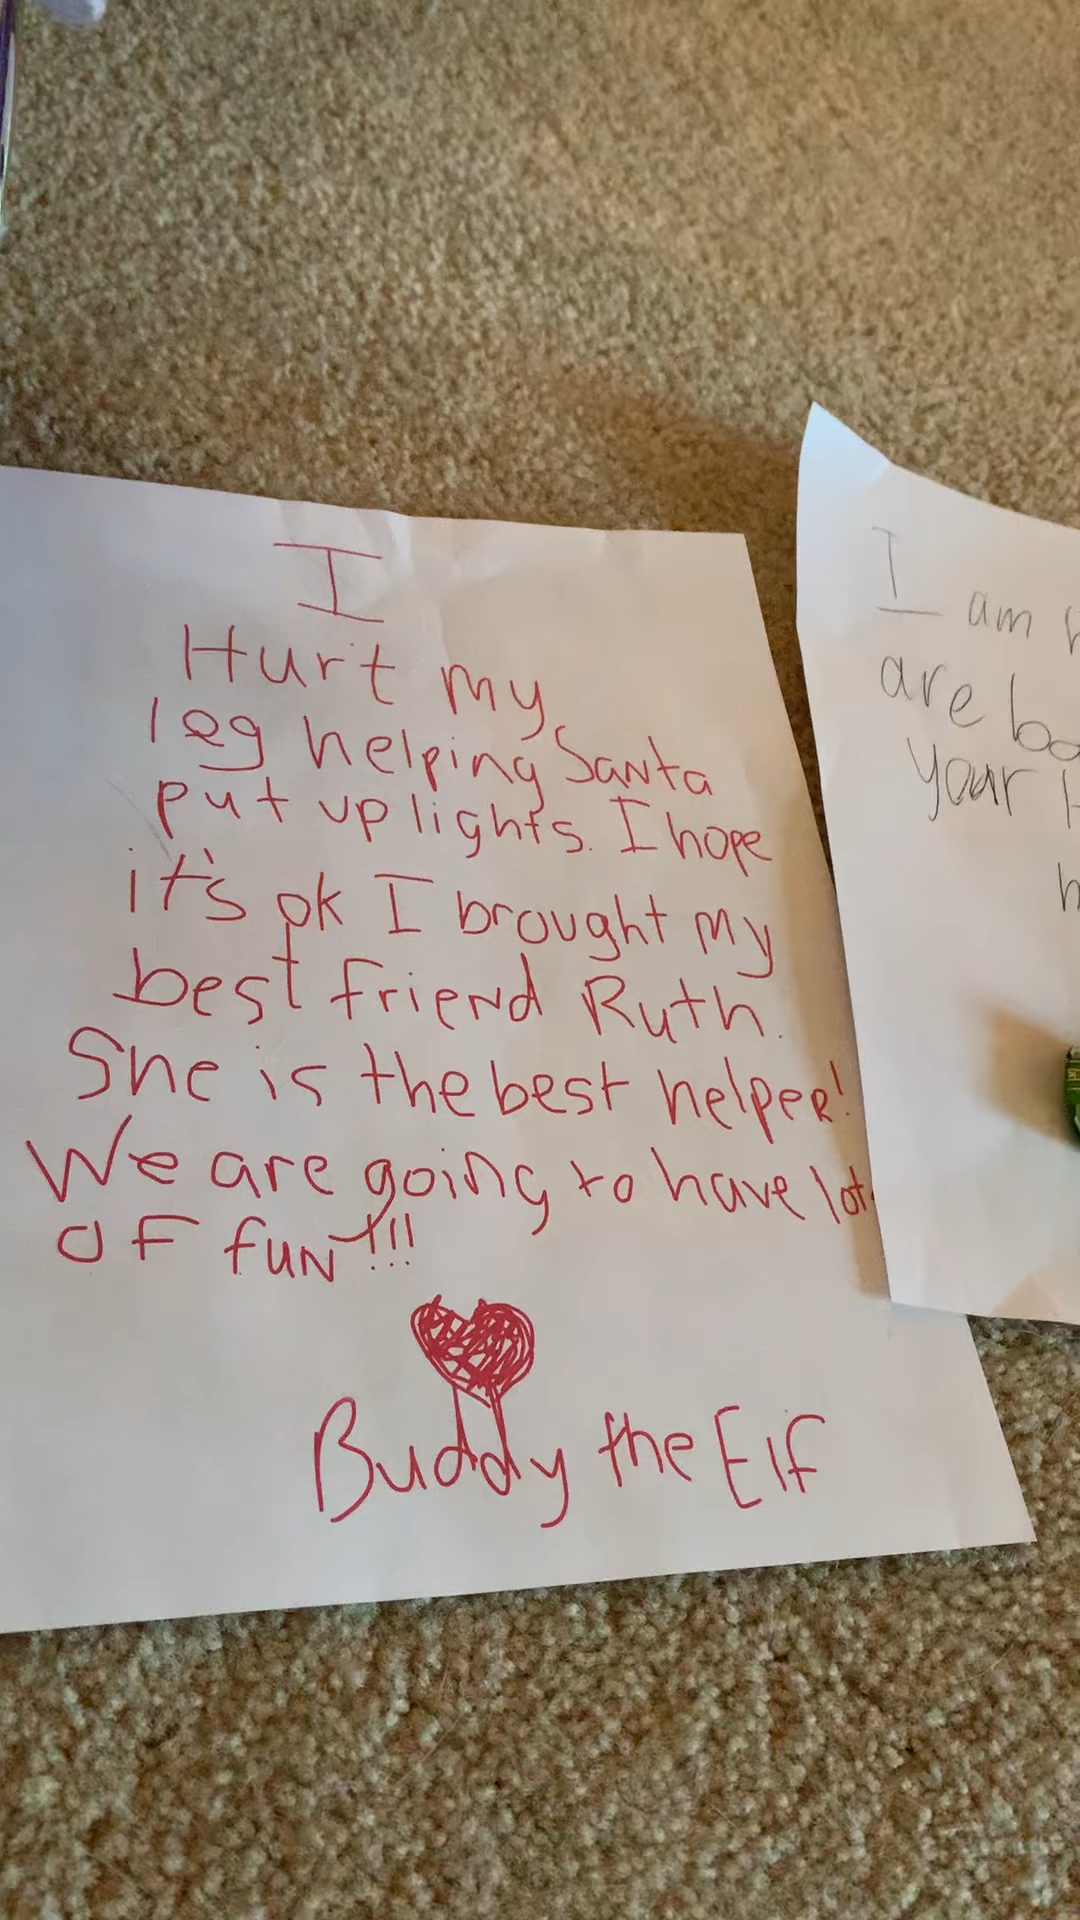 I
Hurt my
leg helping Santa
put up lights. I hope
it's ok I brought my
best friend Ruth.
She is the best helper!
We are going to have lot
OF fun!!!
Buddy the Elf
I am
are
your